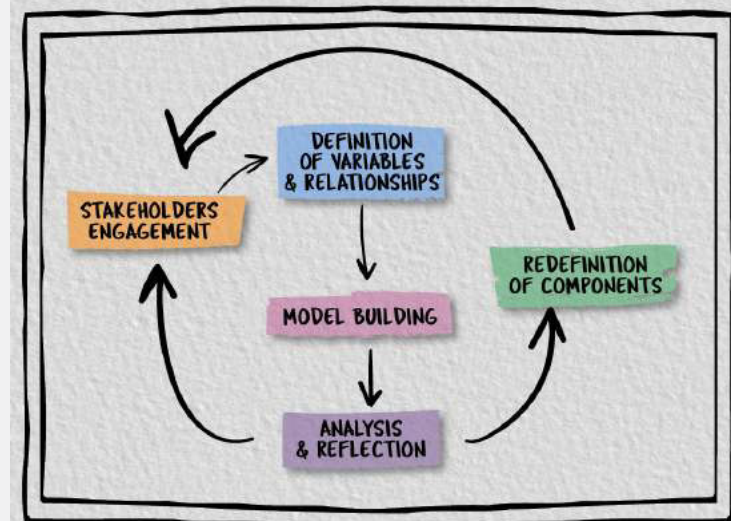 DEFINITION
OF VARIABLES
& RELATIONSHIPS
STAKEHOLDERS
ENGAGEMENT
REDEFINITION
OF COMPONENTS
MODEL BUILDING
ANALYSIS
& REFLECTION